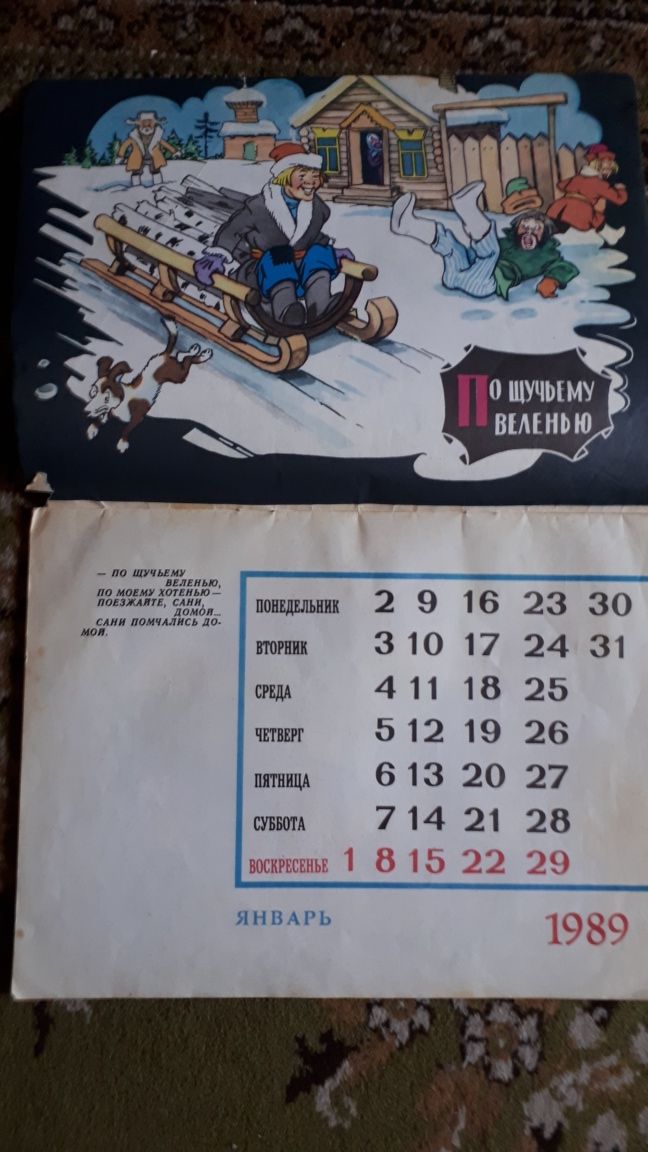 По щучьему
веленью
— ПО ЩУЧЬЕМУ
ВЕЛЕНЬЮ,
ПО МОЕМУ ХОТЕНЬЮ —
ПОЕЗЖАЙТЕ, САНИ,
ДОМОЙ...
САНИ ПОМЧАЛИСЬ ДО-
МОЙ.
ПОНЕДЕЛЬНИК 2 9 16 23 30
ВТОРНИК 3 10 17 24 31
СРЕДА 4 11 18 25
ЧЕТВЕРГ 5 12 19 26
ПЯТНИЦА 6 13 20 27
СУББОТА 7 14 21 28
ВОСКРЕСЕНЬЕ 1 8 15 22 29
ЯНВАРЬ 1989